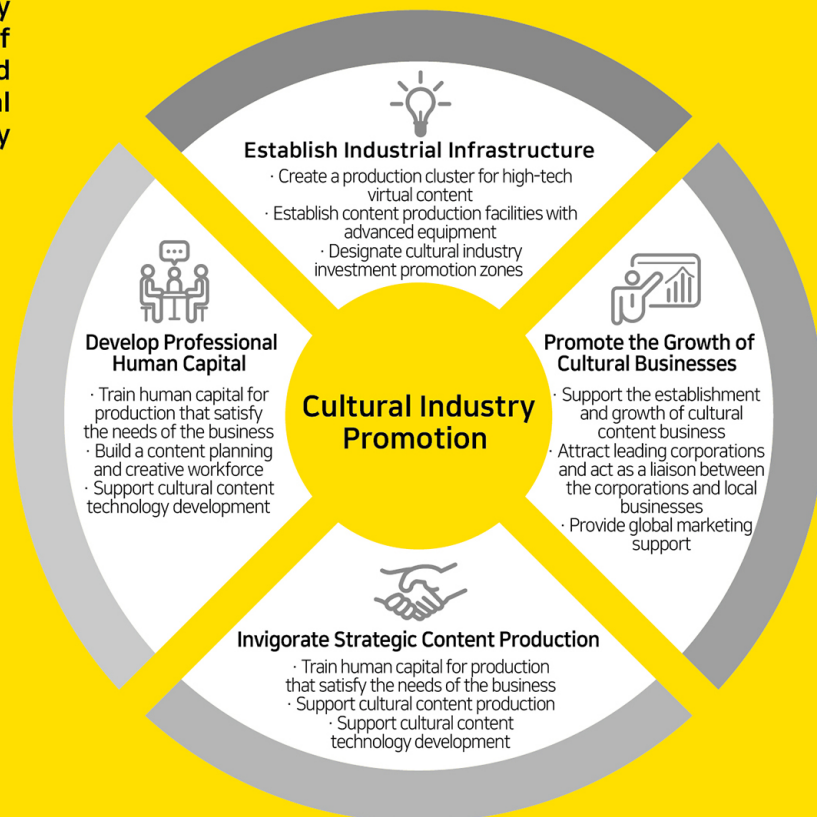 y
f
d
al
y
Establish Industrial Infrastructure
· Create a production cluster for high-tech
virtual content
· Establish content production facilities with
advanced equipment
· Designate cultural industry
investment promotion zones
Develop Professional
Human Capital
· Train human capital for
production that satisfy
the needs of the business
· Build a content planning
and creative workforce
· Support cultural content
technology development
Cultural Industry
Promotion
Promote the Growth of
Cultural Businesses
· Support the establishment
and growth of cultural
content business
· Attract leading corporations
and act as a liaison between
the corporations and local
businesses
· Provide global marketing
support
Invigorate Strategic Content Production
· Train human capital for production
that satisfy the needs of the business
· Support cultural content production
· Support cultural content
technology development